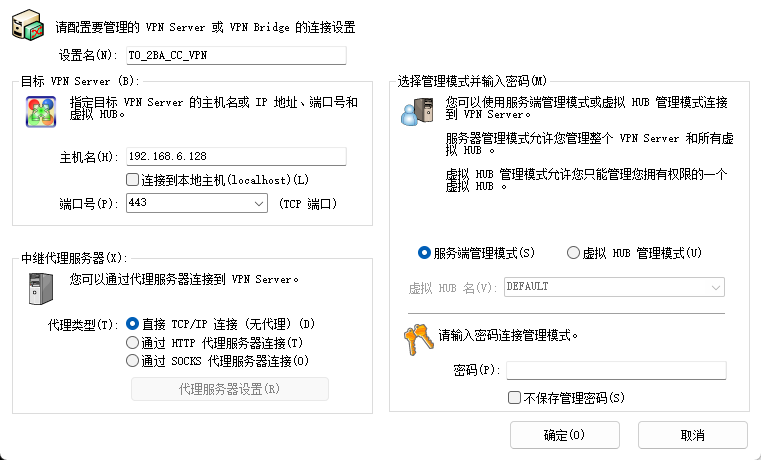 请配置要管理的 VPN Server 或 VPN Bridge 的连接设置
设置名(N): TO_2BA_CC_VPN
目标 VPN Server (B):
指定目标 VPN Server 的主机名或 IP 地址、端口号和
虚拟 HUB。
主机名(H): 192.168.6.128
连接到本地主机(localhost)(L)
端口号(P): 443 (TCP 端口)
中继代理服务器(X):
您可以通过代理服务器连接到 VPN Server。
代理类型(T): 直接 TCP/IP 连接 (无代理) (D)
通过 HTTP 代理服务器连接(T)
通过 SOCKS 代理服务器连接(O)
代理服务器设置(R)
选择管理模式并输入密码(M)
您可以使用服务端管理模式或虚拟 HUB 管理模式连接
到 VPN Server。
服务器管理模式允许您管理整个 VPN Server 和所有虚
拟 HUB 。
虚拟 HUB 管理模式允许您只能管理您拥有权限的一个
虚拟 HUB 。
服务端管理模式(S) 虚拟 HUB 管理模式(U)
虚拟 HUB 名(V): DEFAULT
请输入密码连接管理模式。
密码(P):
不保存管理密码(S)
确定(O) 取消